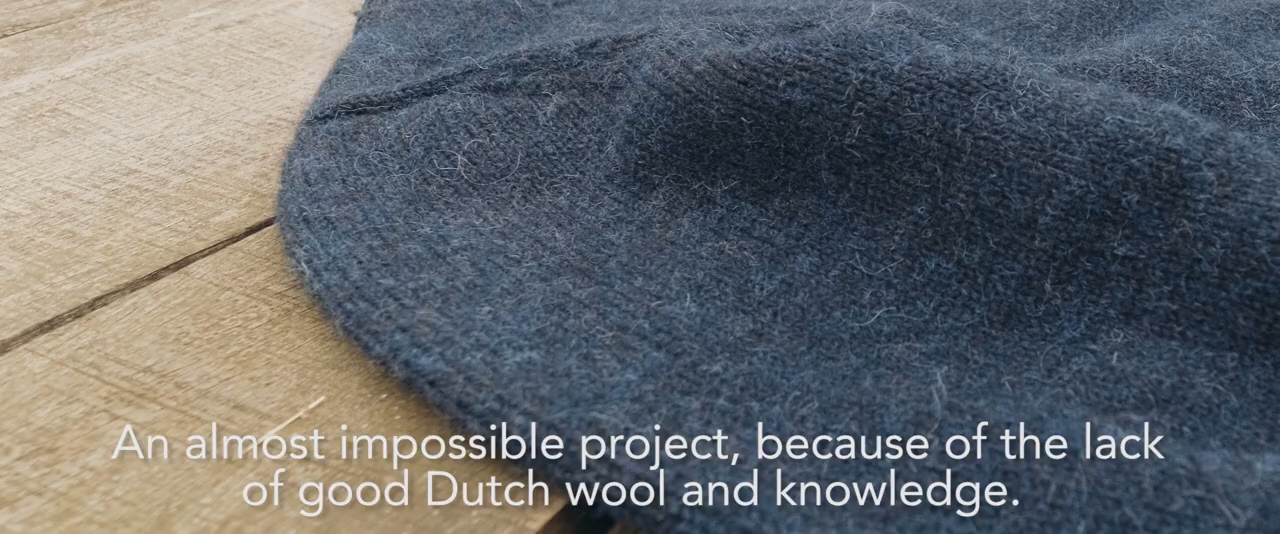 An almost impossible project, because of the lack
of good Dutch wool and knowledge.